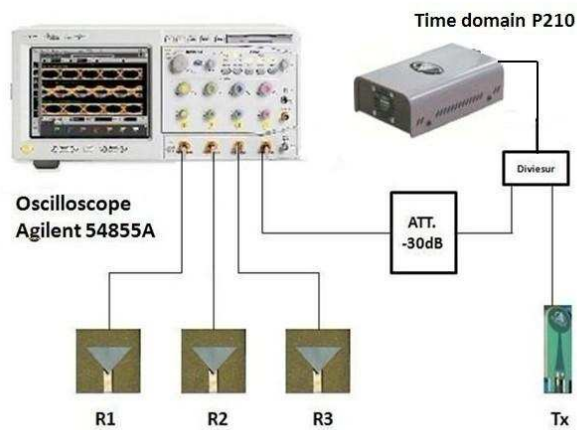 Time domain P210
Diviesur
Oscilloscope
Agilent 54855A
ATT.
-30dB
R1
R2
R3
Tx